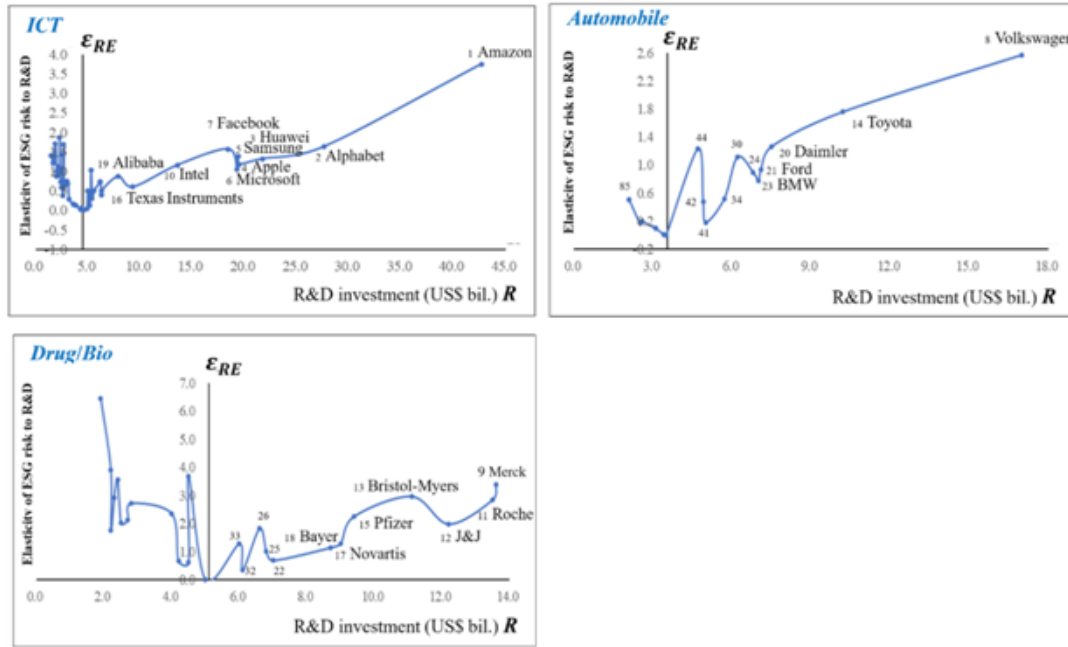 ICT
ε_RE
Elasticity of ESG risk to R&D
4.0
3.5
3.0
2.5
2.0
1.5
1.0
0.5
0.0
-1.0
1 Amazon
7 Facebook
3 Huawei
5 Samsung
4 Apple
2 Alphabet
6 Microsoft
19 Alibaba
10 Intel
16 Texas Instruments
0.0 5.0 10.0 15.0 20.0 25.0 30.0 35.0 40.0 45.0
R&D investment (US$ bil.) R
Automobile
ε_RE
Elasticity of ESG risk to R&D
2.6
2.2
1.8
1.4
1.0
0.6
-0.2
8 Volkswagen
14 Toyota
44
30
20 Daimler
24
21 Ford
23 BMW
85
42
34
41
0.0 3.0 6.0 9.0 12.0 15.0 18.0
R&D investment (US$ bil.) R
Drug/Bio
ε_RE
Elasticity of ESG risk to R&D
7.0
6.0
5.0
4.0
3.0
2.0
1.0
0.0
9 Merck
13 Bristol-Myers
11 Roche
15 Pfizer
12 J&J
26
18 Bayer
33
25
17 Novartis
32
22
0.0 2.0 4.0 6.0 8.0 10.0 12.0 14.0
R&D investment (US$ bil.) R